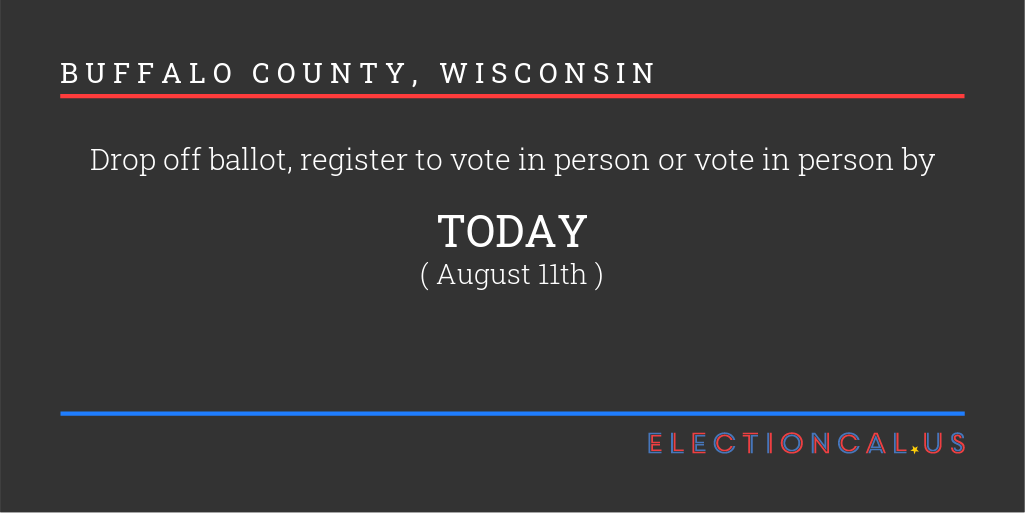 BUFFALO COUNTY, WISCONSIN
Drop off ballot, register to vote in person or vote in person by
TODAY
( August 11th )
ELECTIONCAL.US